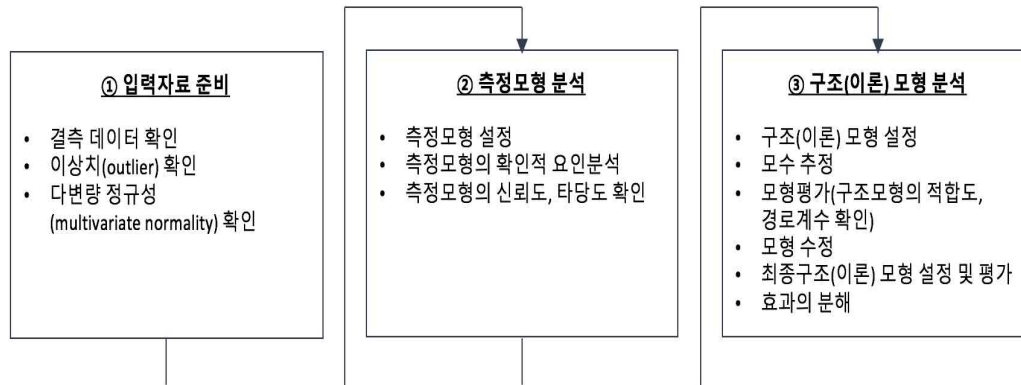 ① 입력자료 준비
• 결측 데이터 확인
• 이상치(outlier) 확인
• 다변량 정규성
(multivariate normality) 확인
② 측정모형 분석
• 측정모형 설정
• 측정모형의 확인적 요인분석
• 측정모형의 신뢰도, 타당도 확인
③ 구조(이론) 모형 분석
• 구조(이론) 모형 설정
• 모수 추정
• 모형평가(구조모형의 적합도,
경로계수 확인)
• 모형 수정
• 최종구조(이론) 모형 설정 및 평가
• 효과의 분해